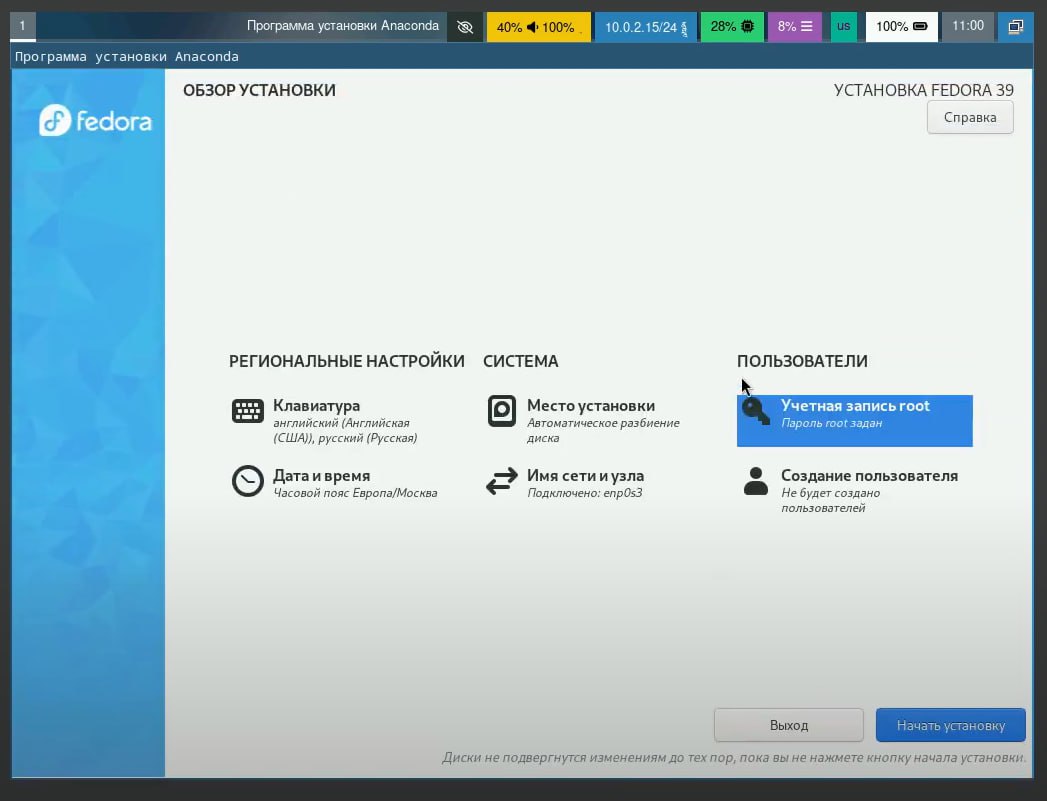 1
Программа установки Anaconda
40% 100%
10.0.2.15/24
28%
8%
us
100%
11:00
Программа установки Anaconda
fedora
ОБЗОР УСТАНОВКИ
УСТАНОВКА FEDORA 39
Справка
РЕГИОНАЛЬНЫЕ НАСТРОЙКИ
СИСТЕМА
ПОЛЬЗОВАТЕЛИ
Клавиатура
английский (Английская
(США)), русский (Русская)
Место установки
Автоматическое разбиение
диска
Учетная запись root
Пароль root задан
Дата и время
Часовой пояс Европа/Москва
Имя сети и узла
Подключено: enp0s3
Создание пользователя
Не будет создано
пользователей
Выход
Начать установку
Диски не подвергнутся изменениям до тех пор, пока вы не нажмете кнопку начала установки.